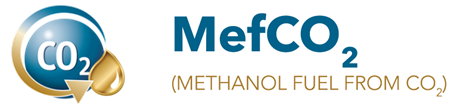 CO₂
MefCO₂
(METHANOL FUEL FROM CO₂)